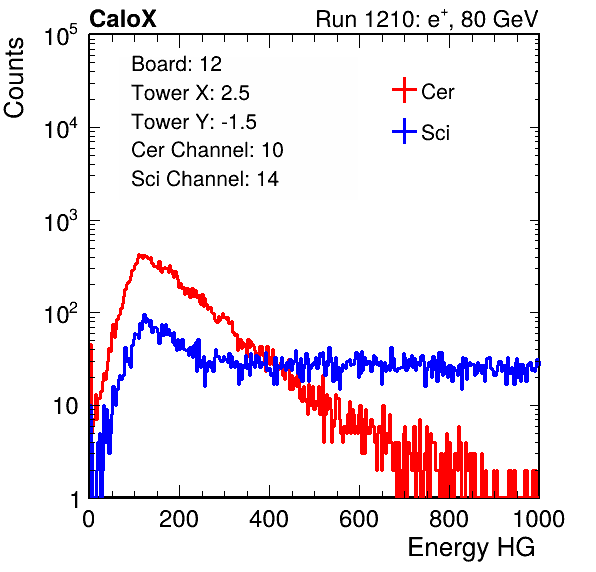 CaloX Run 1210: e⁺, 80 GeV
Counts
10⁵
10⁴
10³
10²
10
1
Board: 12
Tower X: 2.5
Tower Y: -1.5
Cer Channel: 10
Sci Channel: 14
Cer
Sci
0 200 400 600 800 1000
Energy HG